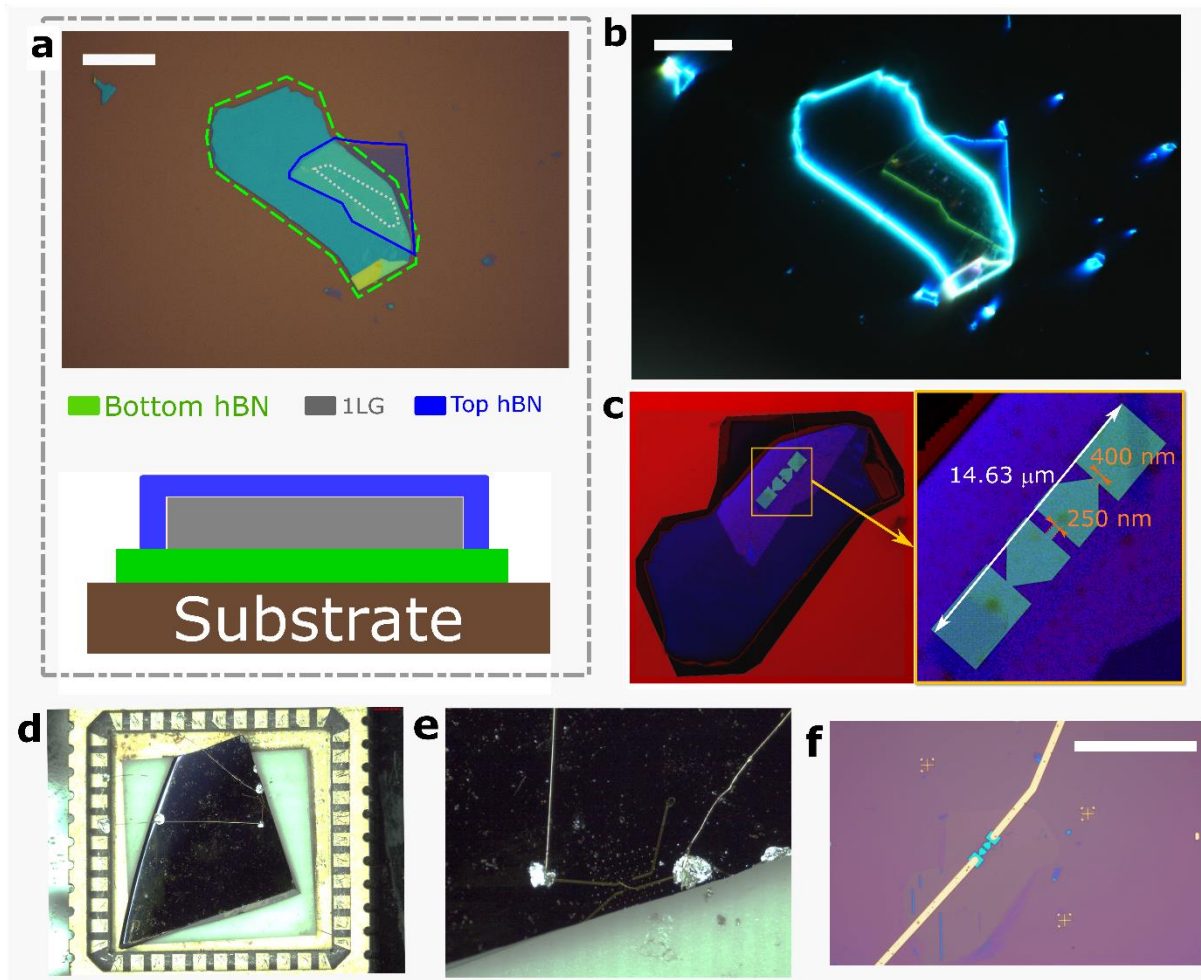 a
b
Bottom hBN
1LG
Top hBN
Substrate
c
14.63 μm
400 nm
250 nm
d
e
f